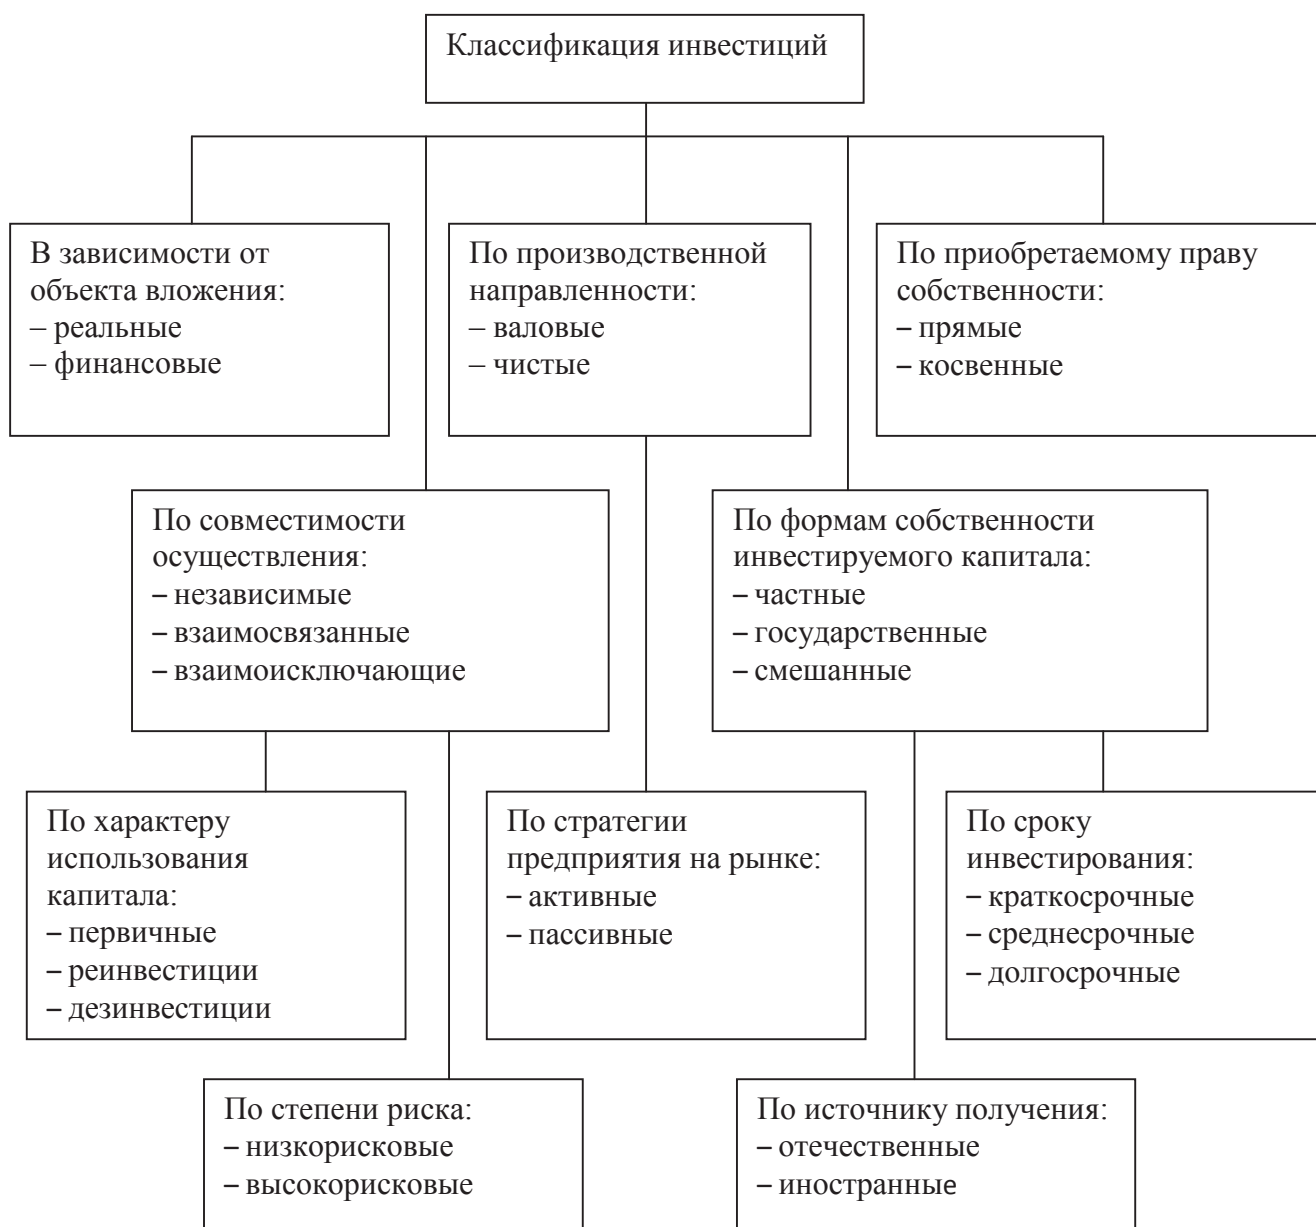 Классификация инвестиций
В зависимости от
объекта вложения:
– реальные
– финансовые
По производственной
направленности:
– валовые
– чистые
По приобретаемому праву
собственности:
– прямые
– косвенные
По совместимости
осуществления:
– независимые
– взаимосвязанные
– взаимоисключающие
По формам собственности
инвестируемого капитала:
– частные
– государственные
– смешанные
По характеру
использования
капитала:
– первичные
– реинвестиции
– дезинвестиции
По стратегии
предприятия на рынке:
– активные
– пассивные
По сроку
инвестирования:
– краткосрочные
– среднесрочные
– долгосрочные
По степени риска:
– низкорисковые
– высокорисковые
По источнику получения:
– отечественные
– иностранные